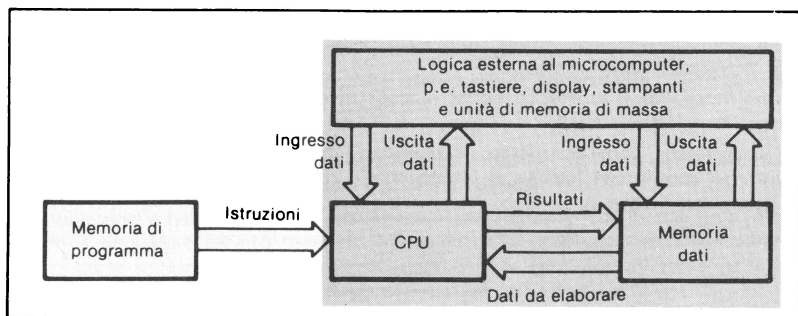 Logica esterna al microcomputer,
p.e. tastiere, display, stampanti
e unità di memoria di massa
Ingresso
dati
Uscita
dati
Ingresso
dati
Uscita
dati
Istruzioni
Risultati
Memoria di
programma
CPU
Memoria
dati
Dati da elaborare